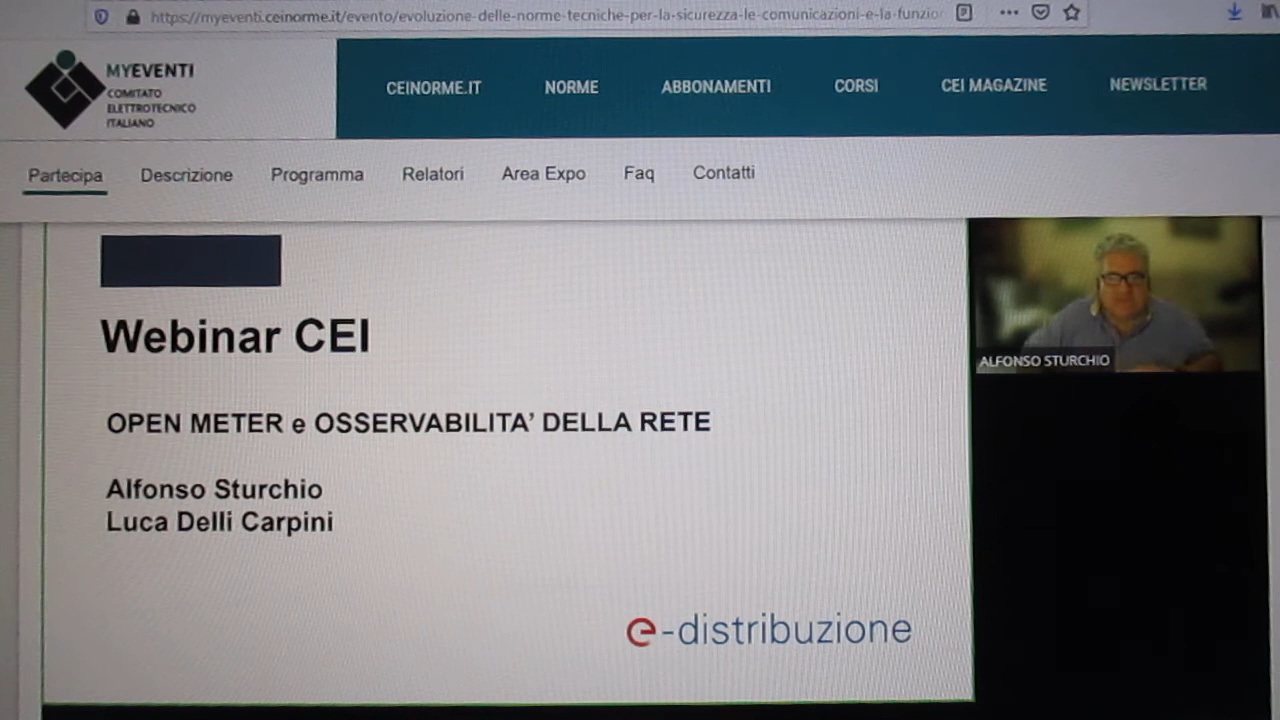 https://myeventi.ceinorme.it/evento/evoluzione-delle-norme-tecniche-per-la-sicurezza-le-comunicazioni-e-la-funzio
MYEVENTI
COMITATO
ELETTROTECNICO
ITALIANO
CEINORME.IT NORME ABBONAMENTI CORSI CEI MAGAZINE NEWSLETTER
Partecipa Descrizione Programma Relatori Area Expo Faq Contatti
Webinar CEI
OPEN METER e OSSERVABILITA' DELLA RETE
Alfonso Sturchio
Luca Delli Carpini
e-distribuzione
ALFONSO STURCHIO